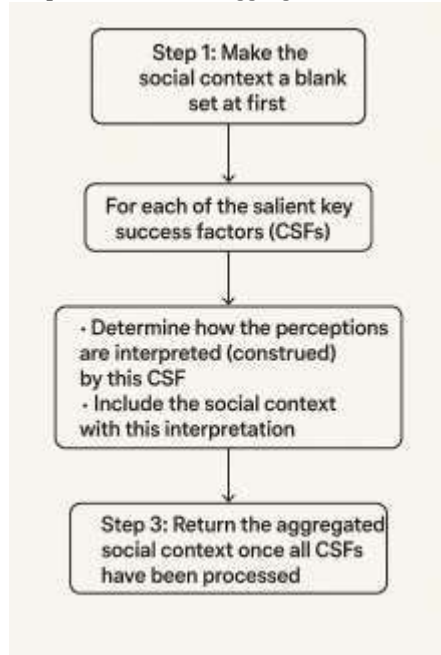 Step 1: Make the
social context a blank
set at first
For each of the salient key
success factors (CSFs)
• Determine how the perceptions
are interpreted (construed)
by this CSF
• Include the social context
with this interpretation
Step 3: Return the aggregated
social context once all CSFs
have been processed